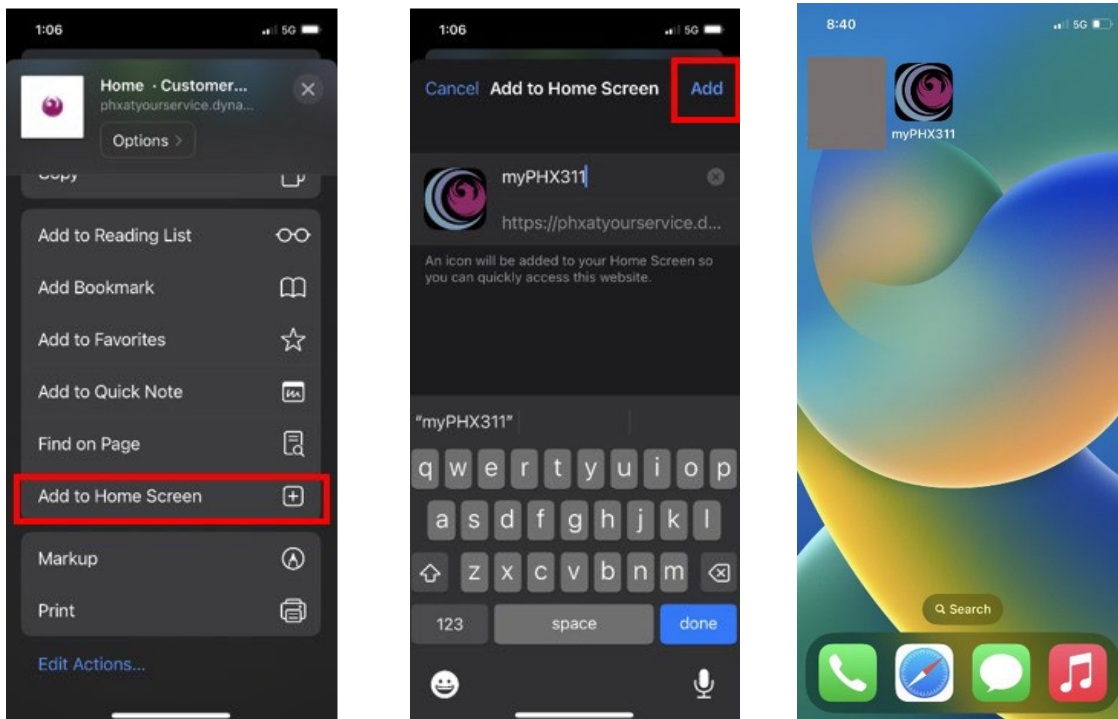 1:06
5G
Home · Customer...
phxatyourservice.dyna...
Options >
Copy
Add to Reading List
Add Bookmark
Add to Favorites
Add to Quick Note
Find on Page
Add to Home Screen
Markup
Print
Edit Actions...
1:06
5G
Cancel Add to Home Screen Add
myPHX311
https://phxatyourservice.d...
An icon will be added to your Home Screen so
you can quickly access this website.
"myPHX311"
q w e r t y u i o p
a s d f g h j k l
z x c v b n m
123 space done
8:40
5G
myPHX311
Search